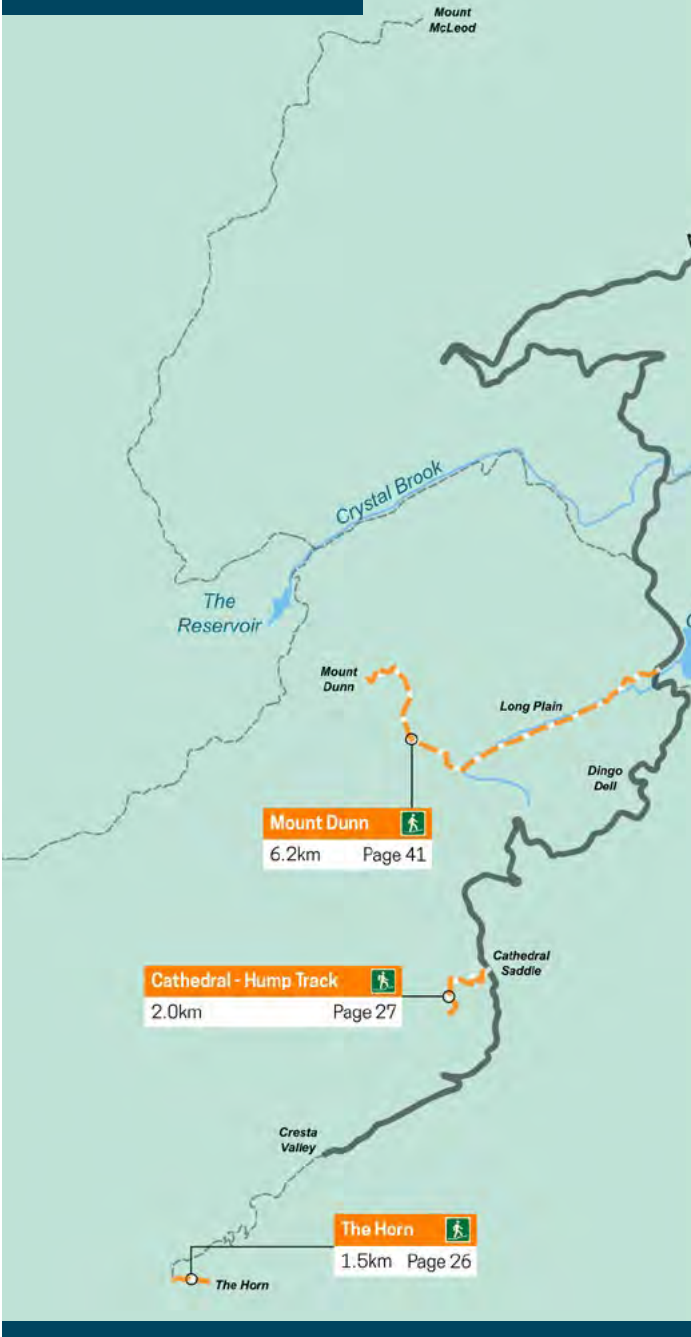 Mount
McLeod
Crystal Brook
The
Reservoir
Mount
Dunn
Long Plain
Dingo
Dell
Mount Dunn
6.2km Page 41
Cathedral
Saddle
Cathedral - Hump Track
2.0km Page 27
Cresta
Valley
The Horn
1.5km Page 26
The Horn